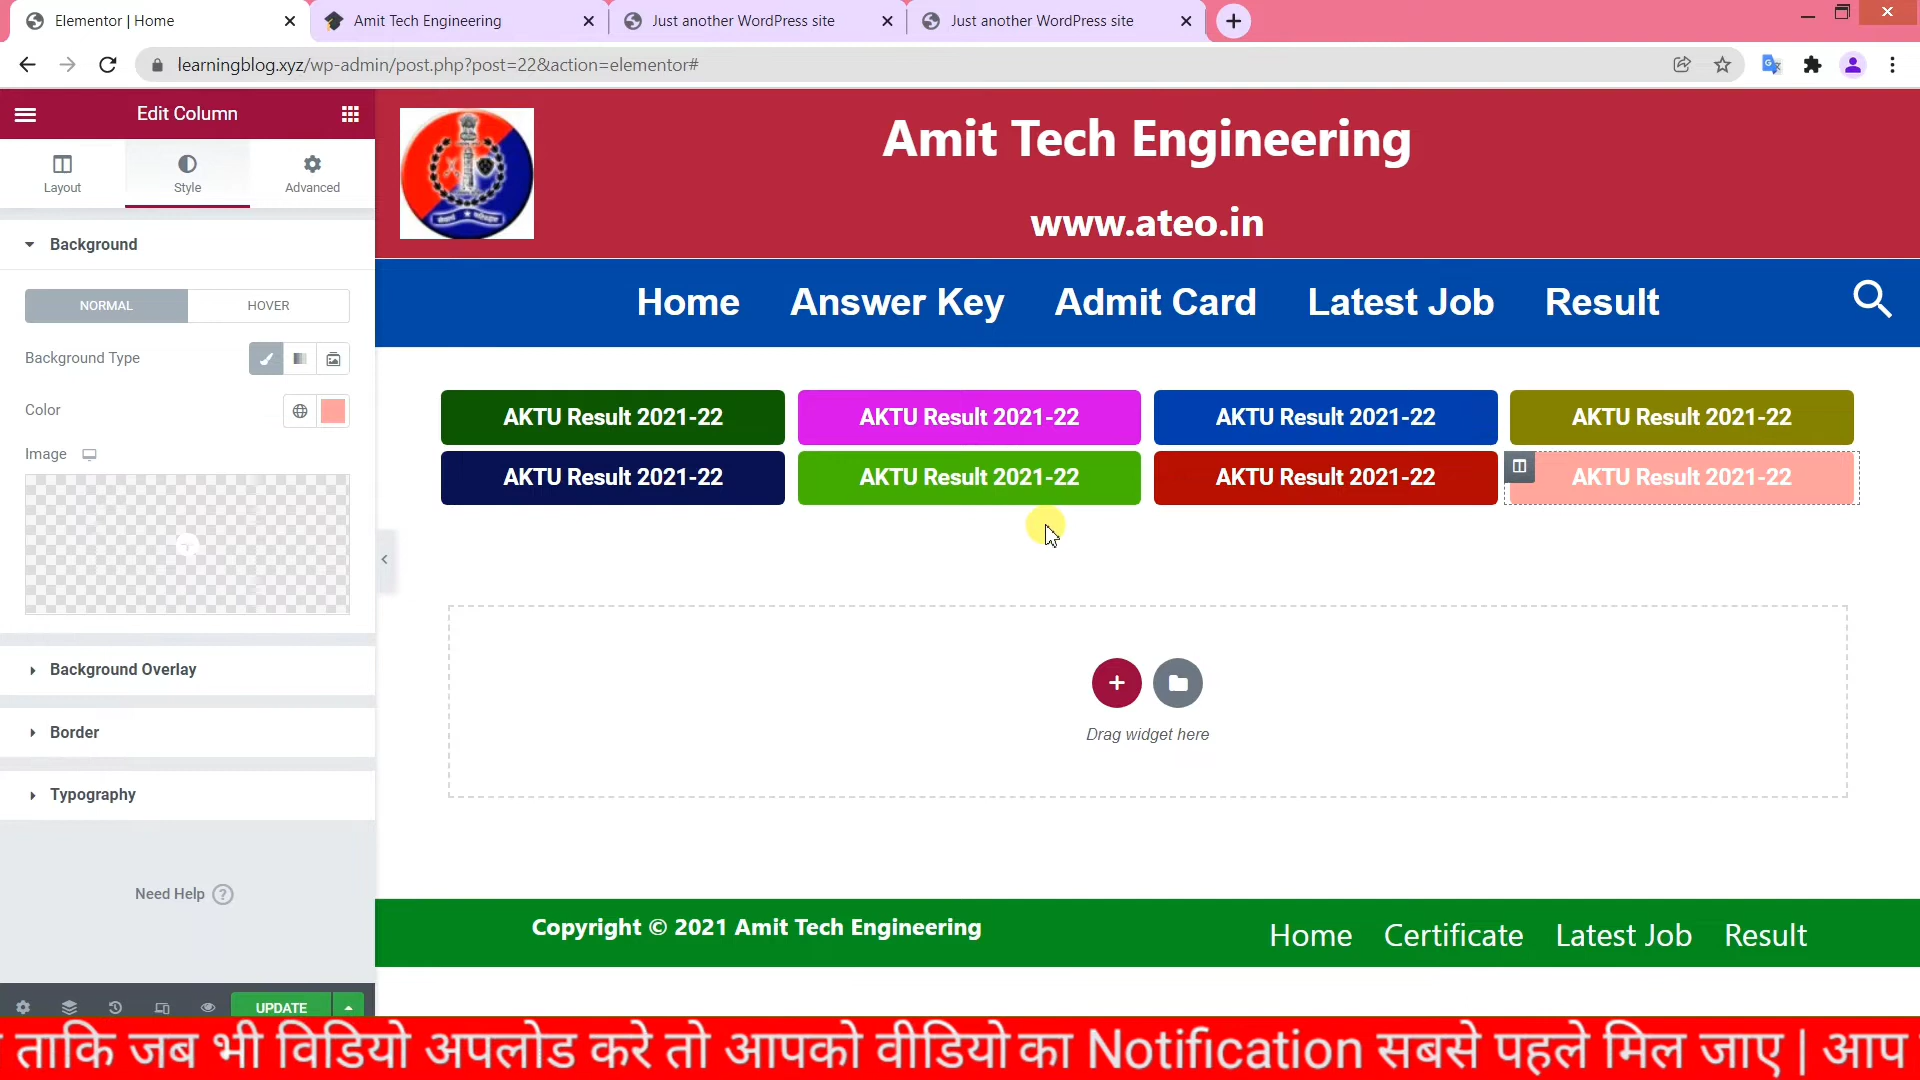 Elementor | Home
Amit Tech Engineering
Just another WordPress site
Just another WordPress site
learningblog.xyz/wp-admin/post.php?post=22&action=elementor#
Edit Column
Layout
Style
Advanced
Background
NORMAL
HOVER
Background Type
Color
Image
Background Overlay
Border
Typography
Need Help ?
UPDATE
Amit Tech Engineering
www.ateo.in
Home Answer Key Admit Card Latest Job Result
AKTU Result 2021-22 AKTU Result 2021-22 AKTU Result 2021-22 AKTU Result 2021-22
AKTU Result 2021-22 AKTU Result 2021-22 AKTU Result 2021-22 AKTU Result 2021-22
Drag widget here
Copyright © 2021 Amit Tech Engineering
Home Certificate Latest Job Result
ताकि जब भी विडियो अपलोड करे तो आपको वीडियो का Notification सबसे पहले मिल जाए | आप